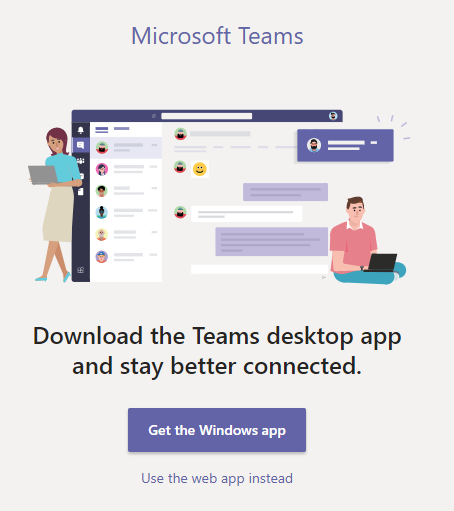 Microsoft Teams
Download the Teams desktop app
and stay better connected.
Get the Windows app
Use the web app instead